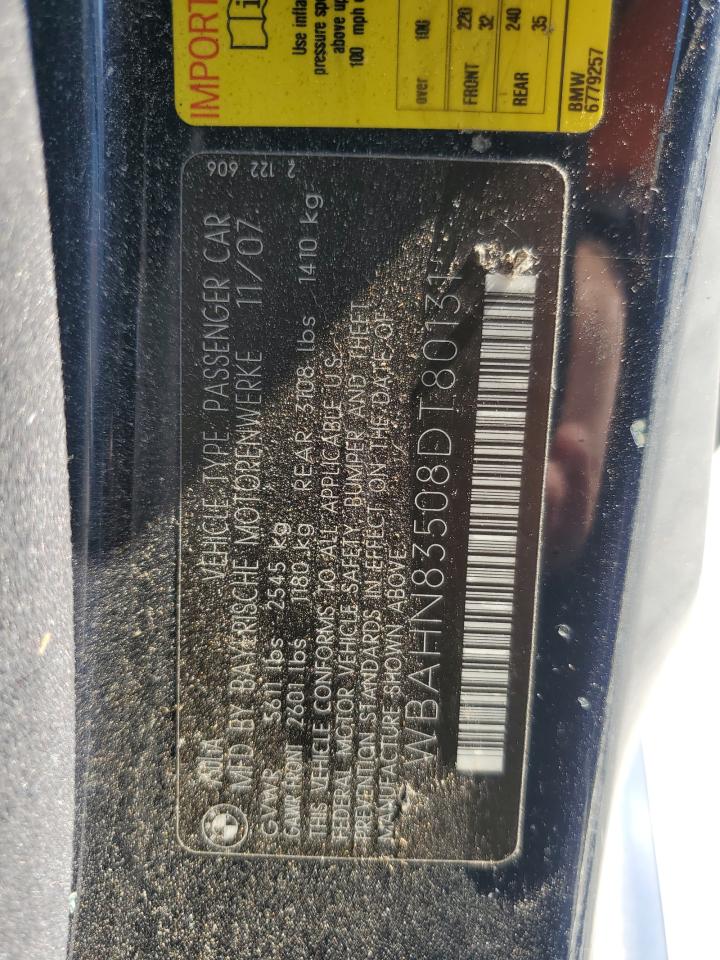 IMPORT
Use infla
pressure spe
above up
100 mph o
over 100
FRONT 220 32
REAR 240 35
BMW
6779257
2 122 606
VEHICLE TYPE PASSENGER CAR
MFD BY BAYERISCHE MOTORENWERKE 11/07
GVWR 5611 lbs 2545 kg
GAWR FRONT 2601 lbs 1180 kg REAR 3108 lbs 1410 kg
THIS VEHICLE CONFORMS TO ALL APPLICABLE U.S.
FEDERAL MOTOR VEHICLE SAFETY, BUMPER AND THEFT
PREVENTION STANDARDS IN EFFECT ON THE DATE OF
MANUFACTURE SHOWN ABOVE
WBAHN83508DT80131